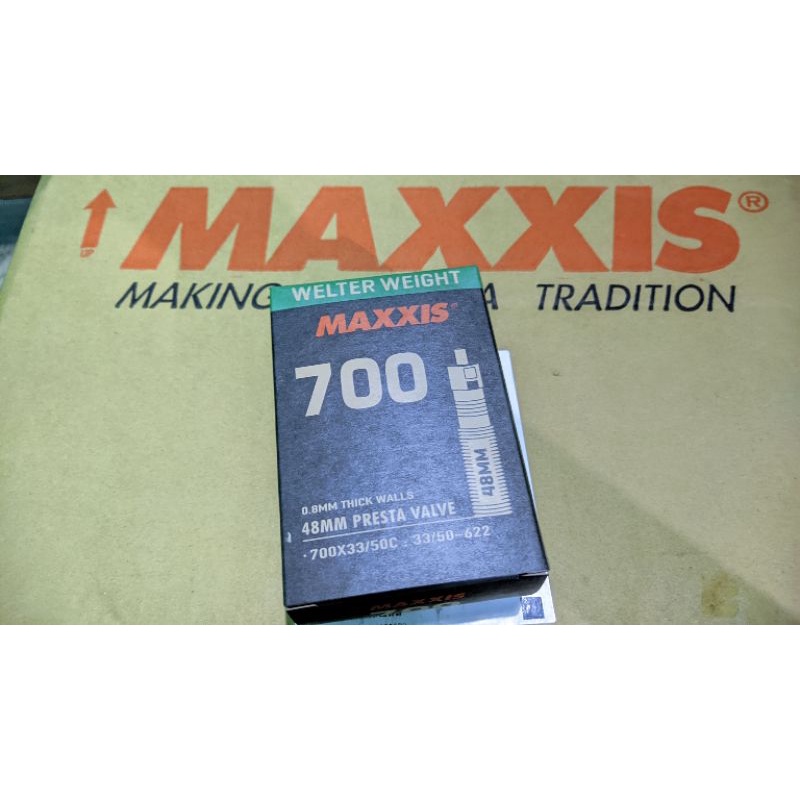 MAXXIS®
MAKING A TRADITION
WELTER WEIGHT
MAXXIS®
700
48MM
0.8MM THICK WALLS
48MM PRESTA VALVE
·700X33/50C - 33/50-622
MAXXIS